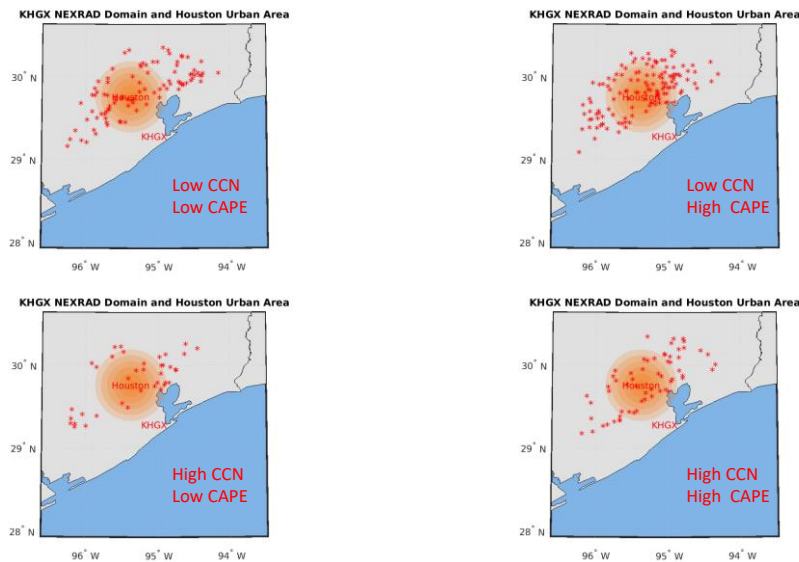 KHGX NEXRAD Domain and Houston Urban Area
30° N
29° N
28° N
96° W
95° W
94° W
Houston
KHGX
Low CCN
Low CAPE
KHGX NEXRAD Domain and Houston Urban Area
30° N
29° N
28° N
96° W
95° W
94° W
Houston
KHGX
Low CCN
High CAPE
KHGX NEXRAD Domain and Houston Urban Area
30° N
29° N
28° N
96° W
95° W
94° W
Houston
KHGX
High CCN
Low CAPE
KHGX NEXRAD Domain and Houston Urban Area
30° N
29° N
28° N
96° W
95° W
94° W
Houston
KHGX
High CCN
High CAPE